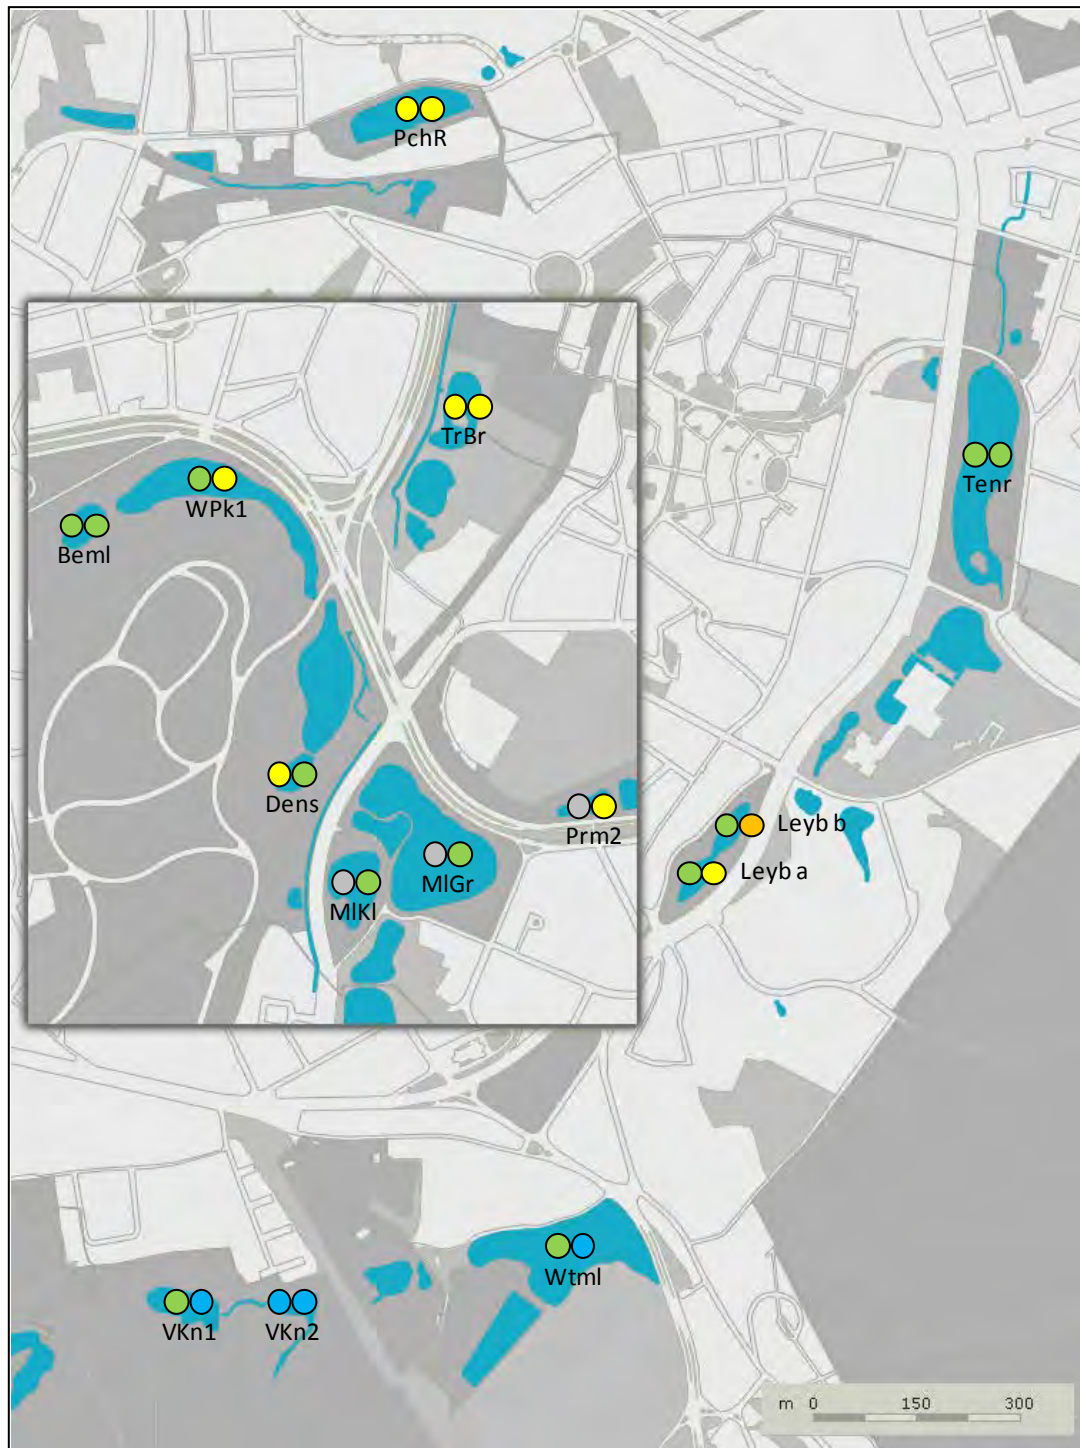 PchR
TrBr
WPk1
Tenr
Beml
Dens
Prm2
Leyb b
MlGr
Leyb a
MlKl
Wtml
VKn1
VKn2
m 0 150 300